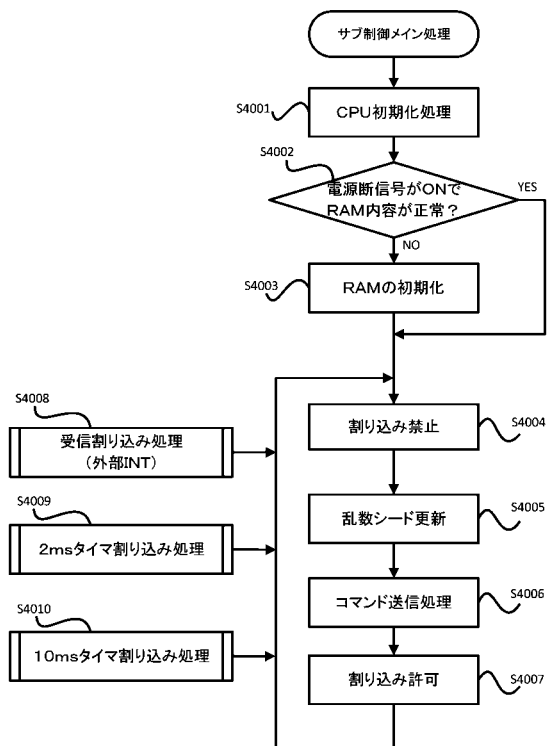 サブ制御メイン処理
S4001
CPU初期化処理
S4002
電源断信号がONで
RAM内容が正常？
YES
NO
S4003
RAMの初期化
S4008
受信割り込み処理
（外部INT）
S4004
割り込み禁止
S4009
2msタイマ割り込み処理
S4005
乱数シード更新
S4006
コマンド送信処理
S4010
10msタイマ割り込み処理
S4007
割り込み許可